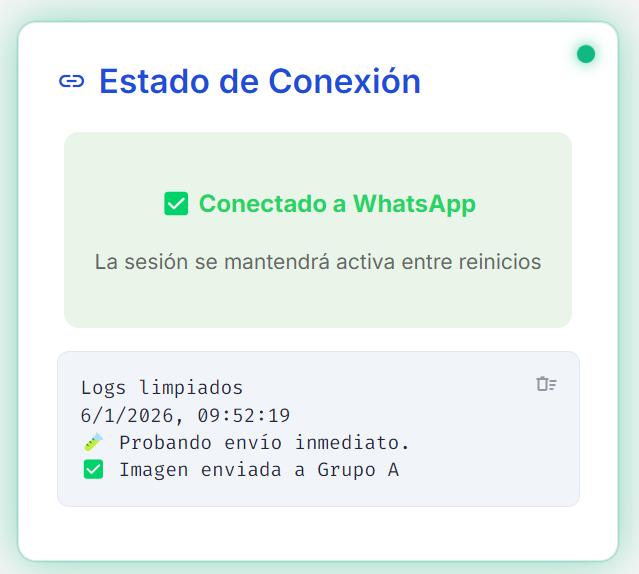 Estado de Conexión
✅ Conectado a WhatsApp
La sesión se mantendrá activa entre reinicios
Logs limpiados
6/1/2026, 09:52:19
🧪 Probando envío inmediato.
✅ Imagen enviada a Grupo A